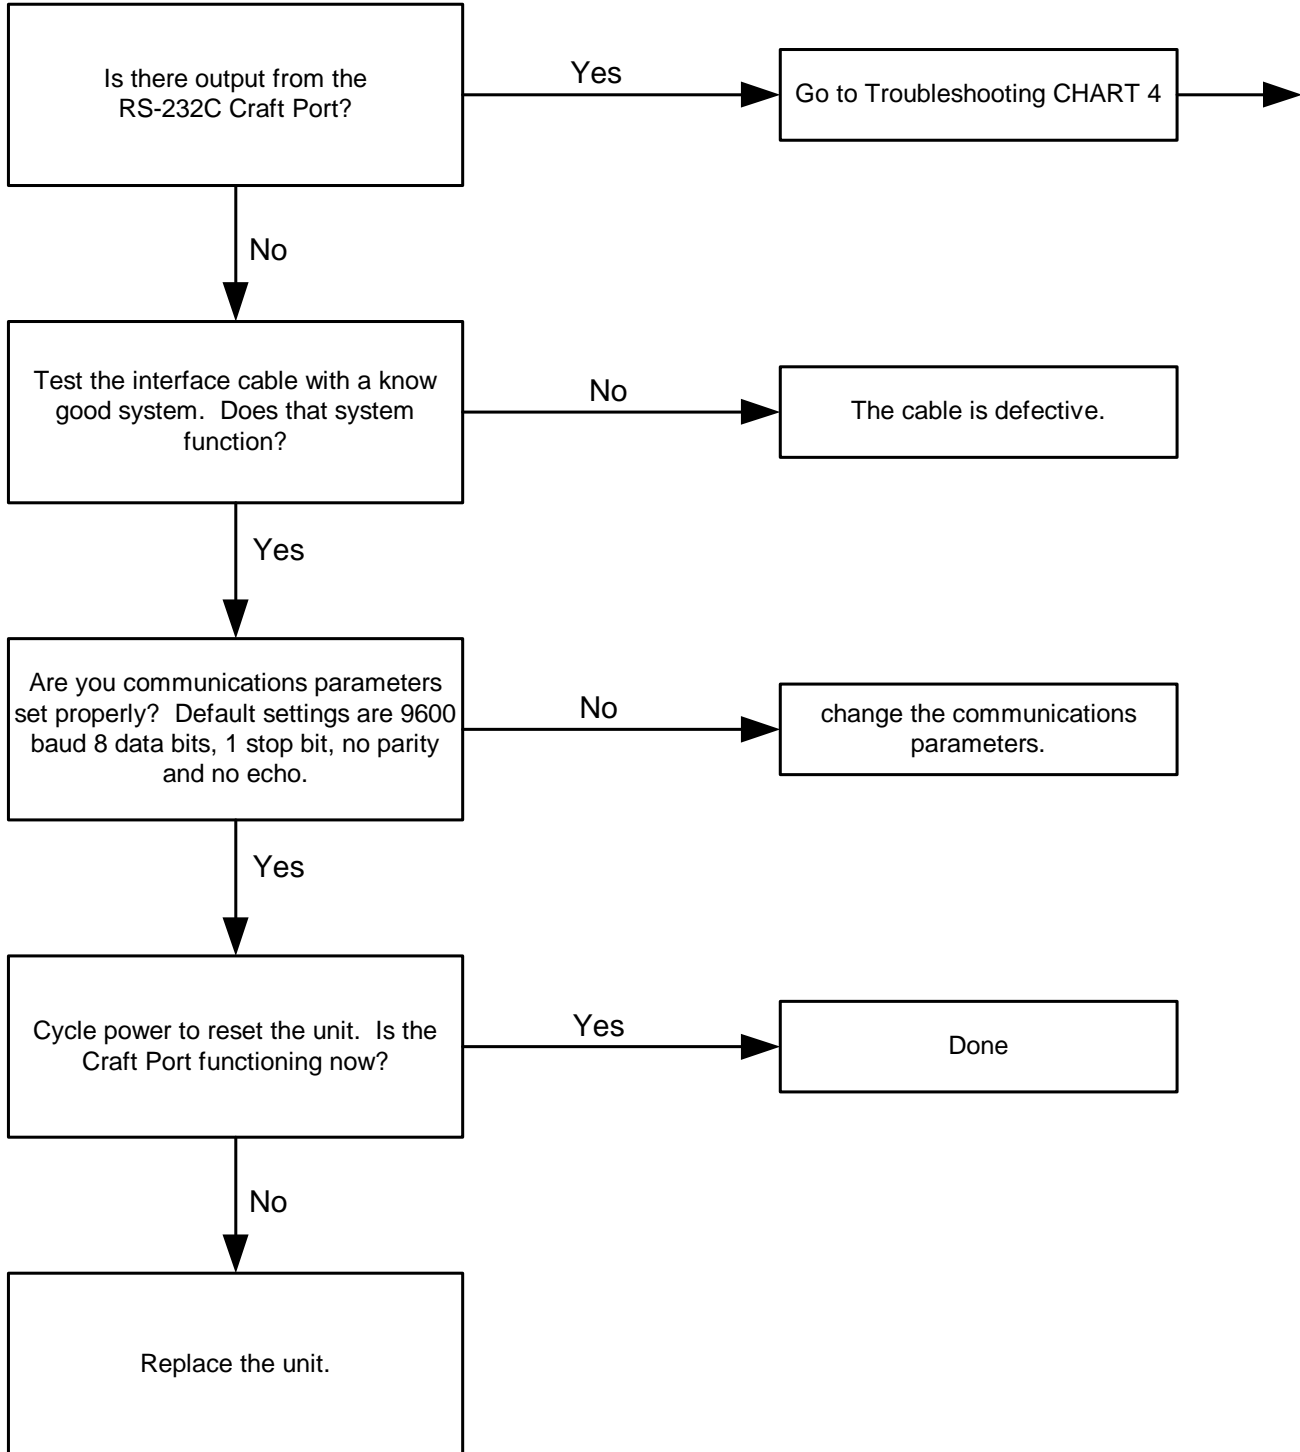 Is there output from the
RS-232C Craft Port?
Yes
Go to Troubleshooting CHART 4
No
Test the interface cable with a know
good system.  Does that system
function?
No
The cable is defective.
Yes
Are you communications parameters
set properly?  Default settings are 9600
baud 8 data bits, 1 stop bit, no parity
and no echo.
No
change the communications
parameters.
Yes
Cycle power to reset the unit.  Is the
Craft Port functioning now?
Yes
Done
No
Replace the unit.